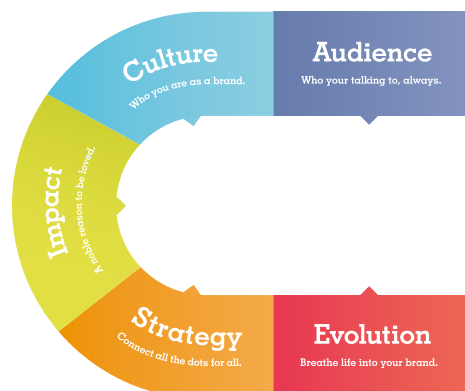 Culture
Who you are as a brand.
Audience
Who your talking to, always.
Impact
A noble reason to be loved.
Strategy
Connect all the dots for all.
Evolution
Breathe life into your brand.